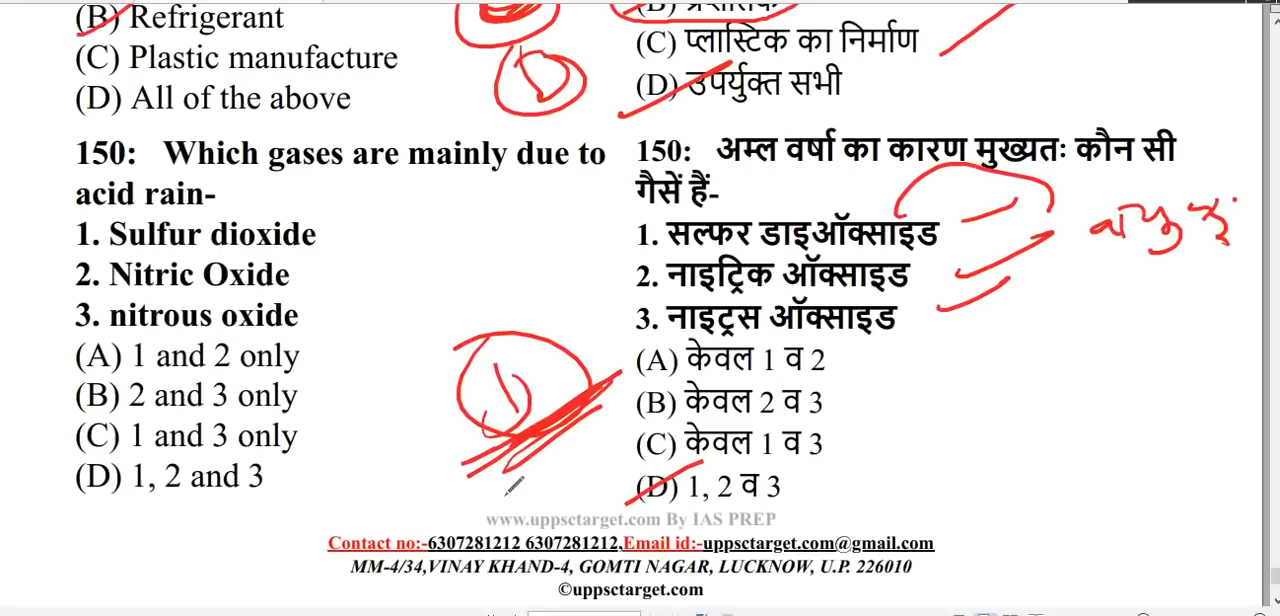 (B) Refrigerant
(C) Plastic manufacture
(D) All of the above
150: Which gases are mainly due to
acid rain-
1. Sulfur dioxide
2. Nitric Oxide
3. nitrous oxide
(A) 1 and 2 only
(B) 2 and 3 only
(C) 1 and 3 only
(D) 1, 2 and 3
(B) प्रशीतक
(C) प्लास्टिक का निर्माण
(D) उपर्युक्त सभी
150: अम्ल वर्षा का कारण मुख्यतः कौन सी
गैसें हैं-
1. सल्फर डाइऑक्साइड
2. नाइट्रिक ऑक्साइड
3. नाइट्रस ऑक्साइड
(A) केवल 1 व 2
(B) केवल 2 व 3
(C) केवल 1 व 3
(D) 1, 2 व 3
D
D
www.uppsctarget.com By IAS PREP
Contact no:-6307281212 6307281212,Email id:-uppsctarget.com@gmail.com
MM-4/34,VINAY KHAND-4, GOMTI NAGAR, LUCKNOW, U.P. 226010
©uppsctarget.com